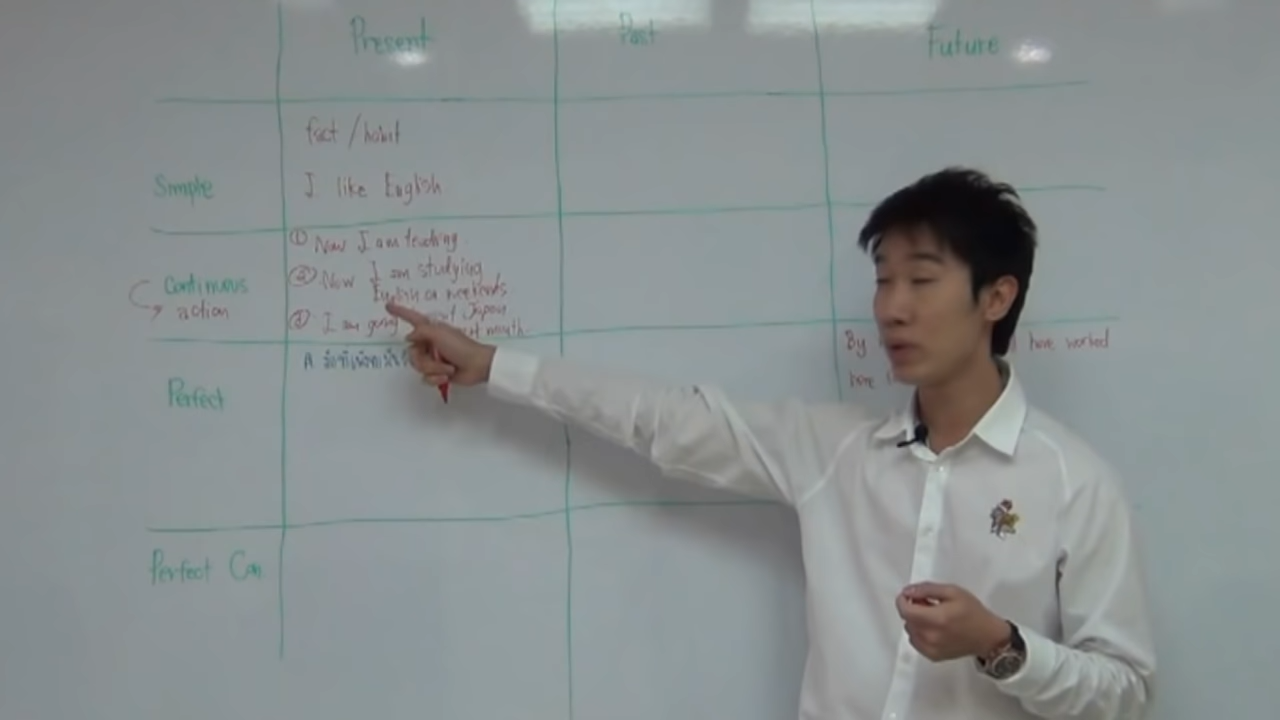 Present Past Future
fact / habit
Simple
I like English
① Now I am teaching.
② Now I am studying
English on weekends
Continuous
action
③ I am going Japan
month.
By I have worked
A.
here
Perfect
Perfect Con